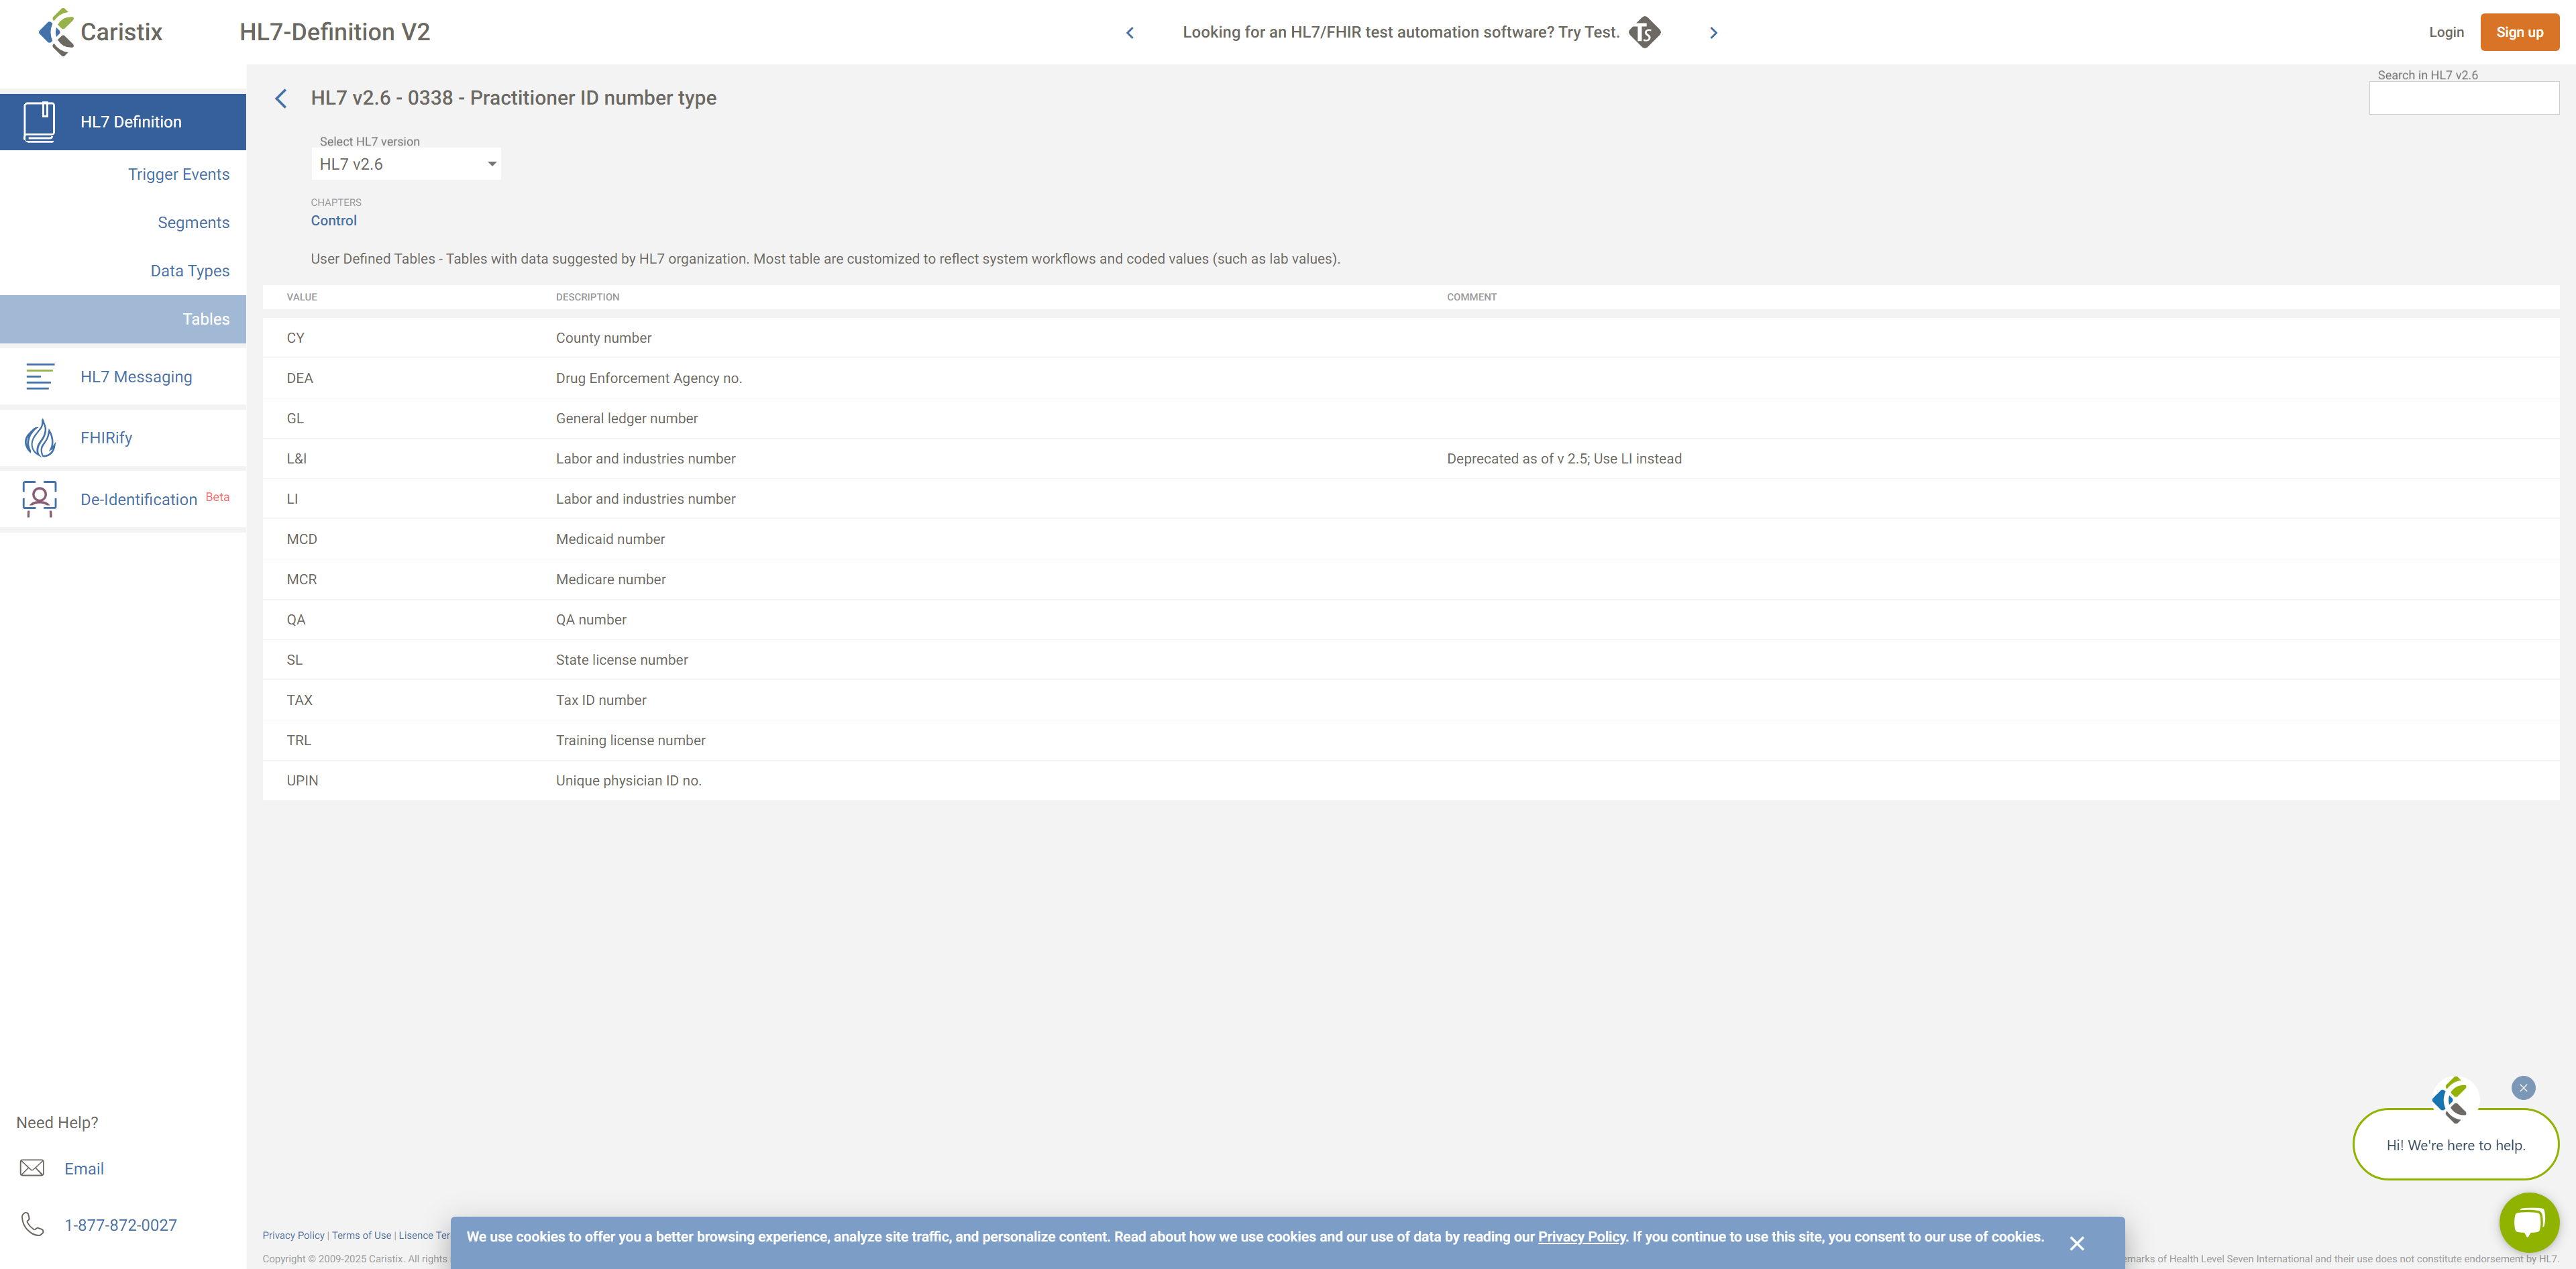 Caristix
HL7-Definition V2
Looking for an HL7/FHIR test automation software? Try Test.
Ts
Login
Sign up
HL7 Definition
Trigger Events
Segments
Data Types
Tables
HL7 Messaging
FHIRify
De-Identification Beta
Need Help?
Email
1-877-872-0027
HL7 v2.6 - 0338 - Practitioner ID number type
Search in HL7 v2.6
Select HL7 version
HL7 v2.6
CHAPTERS
Control
User Defined Tables - Tables with data suggested by HL7 organization. Most table are customized to reflect system workflows and coded values (such as lab values).
VALUE DESCRIPTION COMMENT
CY County number
DEA Drug Enforcement Agency no.
GL General ledger number
L&I Labor and industries number Deprecated as of v 2.5; Use LI instead
LI Labor and industries number
MCD Medicaid number
MCR Medicare number
QA QA number
SL State license number
TAX Tax ID number
TRL Training license number
UPIN Unique physician ID no.
Hi! We're here to help.
Privacy Policy | Terms of Use | Lisence Ter
We use cookies to offer you a better browsing experience, analyze site traffic, and personalize content. Read about how we use cookies and our use of data by reading our Privacy Policy. If you continue to use this site, you consent to our use of cookies.
Copyright © 2009-2025 Caristix. All rights
emarks of Health Level Seven International and their use does not constitute endorsement by HL7.